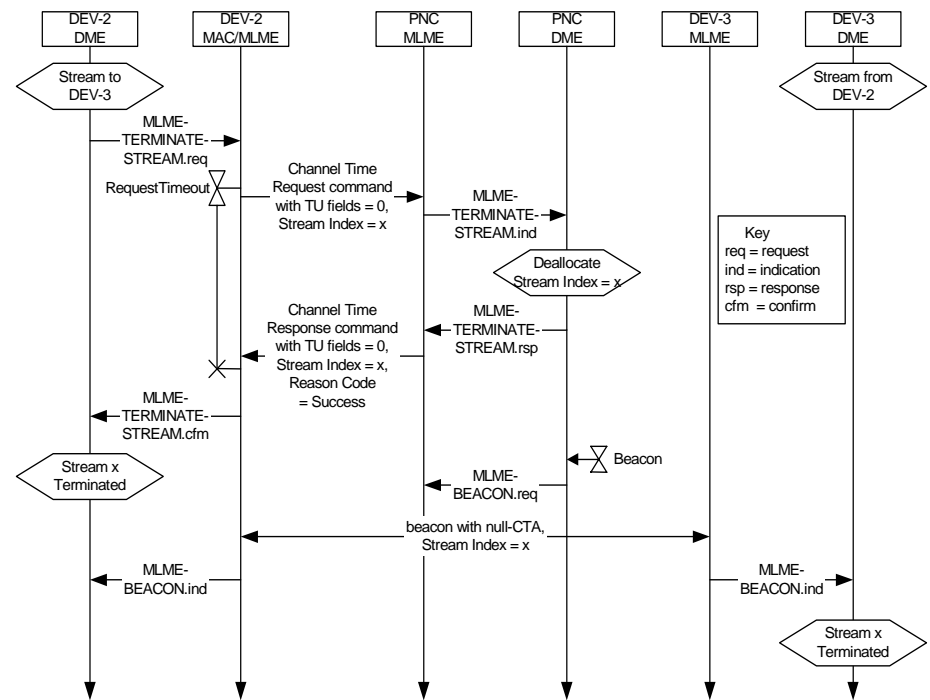 DEV-2
DME
DEV-2
MAC/MLME
PNC
MLME
PNC
DME
DEV-3
MLME
DEV-3
DME
Stream to
DEV-3
Stream from
DEV-2
MLME-
TERMINATE-
STREAM.req
RequestTimeout
Channel Time
Request command
with TU fields = 0,
Stream Index = x
MLME-
TERMINATE-
STREAM.ind
Key
req = request
ind = indication
rsp = response
cfm = confirm
Deallocate
Stream Index = x
Channel Time
Response command
with TU fields = 0,
Stream Index = x,
Reason Code
= Success
MLME-
TERMINATE-
STREAM.rsp
MLME-
TERMINATE-
STREAM.cfm
Stream x
Terminated
Beacon
MLME-
BEACON.req
beacon with null-CTA,
Stream Index = x
MLME-
BEACON.ind
MLME-
BEACON.ind
Stream x
Terminated